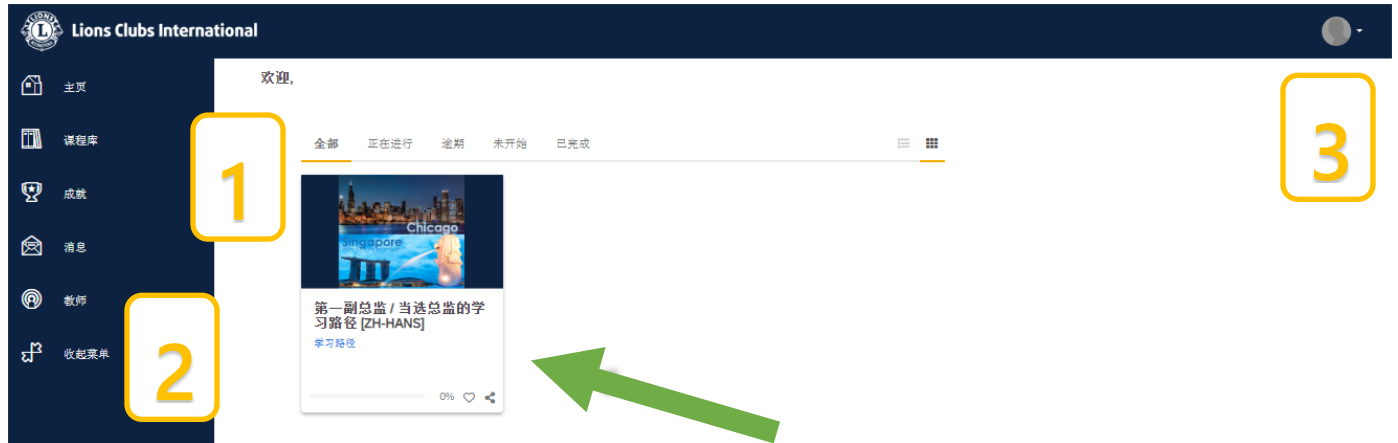 Lions Clubs International
主页
课程库
成就
消息
教师
收起菜单
欢迎,
全部 正在进行 逾期 未开始 已完成
Chicago
Singapore
第一副总监 / 当选总监的学
习路径 [ZH-HANS]
学习路径
0%
1
2
3